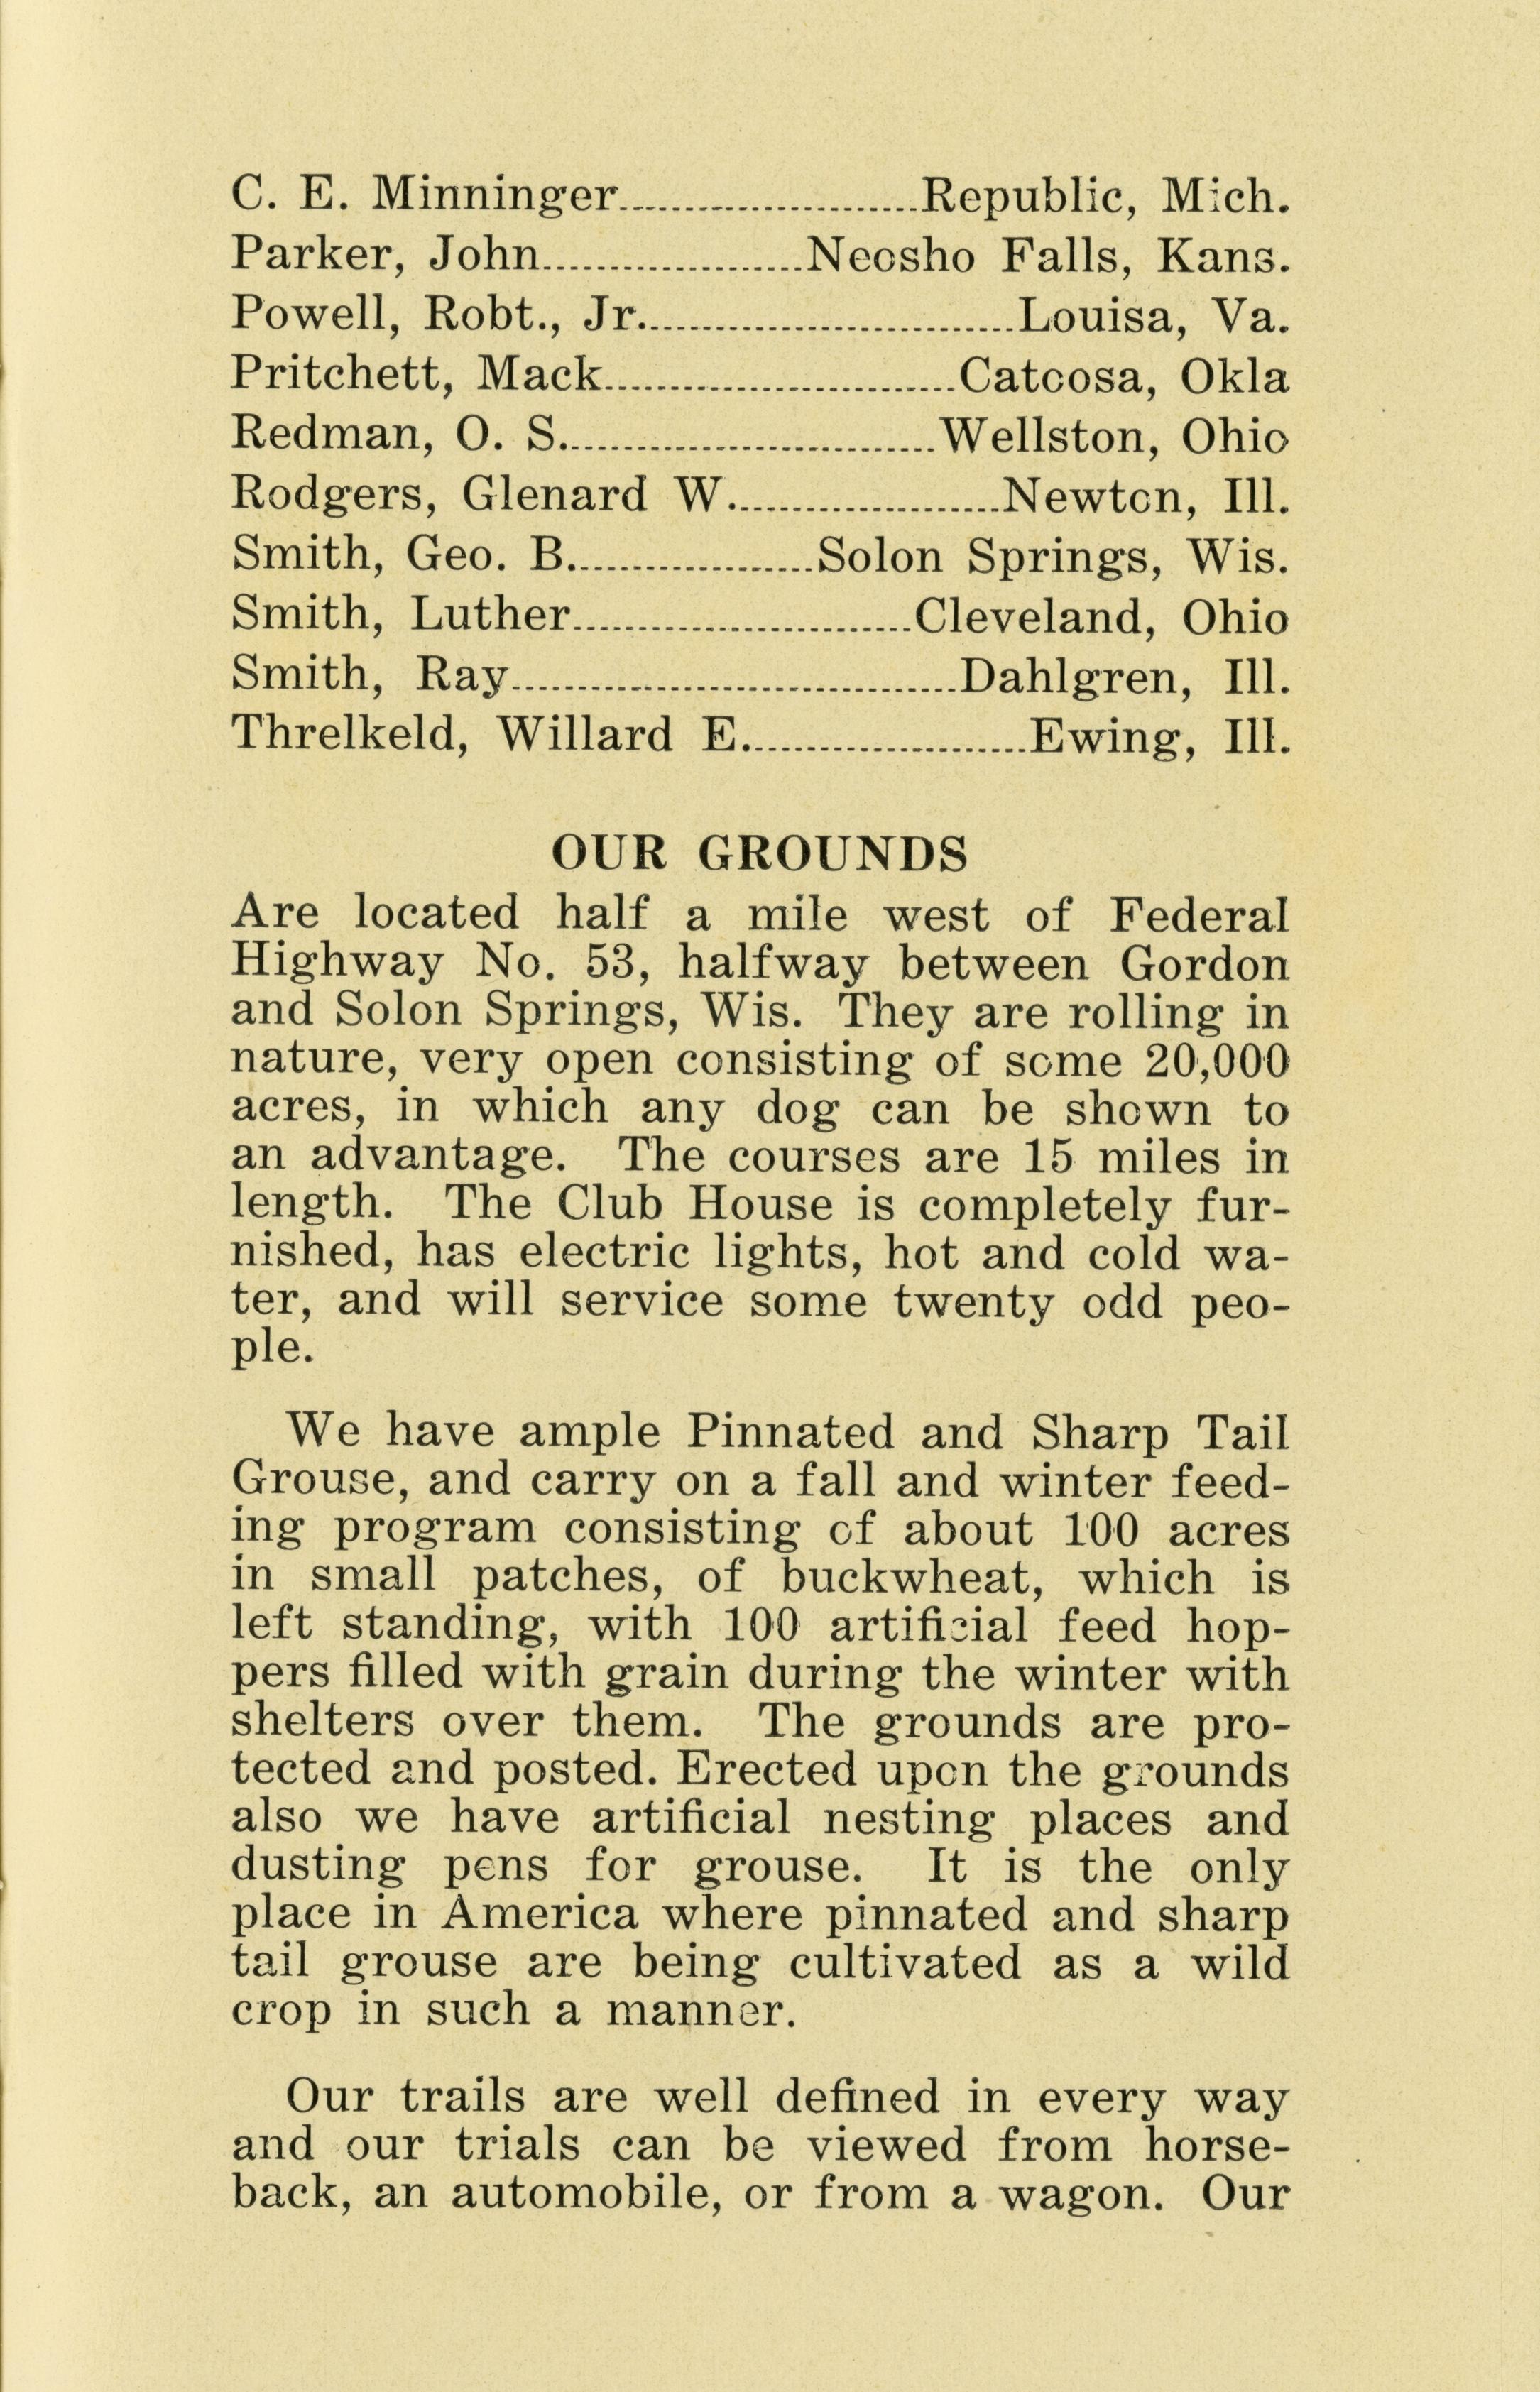 C. E. Minninger......................Republic, Mich.
Parker, John....................Neosho Falls, Kans.
Powell, Robt., Jr.............................Louisa, Va.
Pritchett, Mack...........................Catoosa, Okla
Redman, O. S.............................Wellston, Ohio
Rodgers, Glenard W.....................Newton, Ill.
Smith, Geo. B...................Solon Springs, Wis.
Smith, Luther..........................Cleveland, Ohio
Smith, Ray..................................Dahlgren, Ill.
Threlkeld, Willard E......................Ewing, Ill.
OUR GROUNDS
Are located half a mile west of Federal
Highway No. 53, halfway between Gordon
and Solon Springs, Wis. They are rolling in
nature, very open consisting of some 20,000
acres, in which any dog can be shown to
an advantage. The courses are 15 miles in
length. The Club House is completely fur-
nished, has electric lights, hot and cold wa-
ter, and will service some twenty odd peo-
ple.
We have ample Pinnated and Sharp Tail
Grouse, and carry on a fall and winter feed-
ing program consisting of about 100 acres
in small patches, of buckwheat, which is
left standing, with 100 artificial feed hop-
pers filled with grain during the winter with
shelters over them. The grounds are pro-
tected and posted. Erected upon the grounds
also we have artificial nesting places and
dusting pens for grouse. It is the only
place in America where pinnated and sharp
tail grouse are being cultivated as a wild
crop in such a manner.
Our trails are well defined in every way
and our trials can be viewed from horse-
back, an automobile, or from a wagon. Our